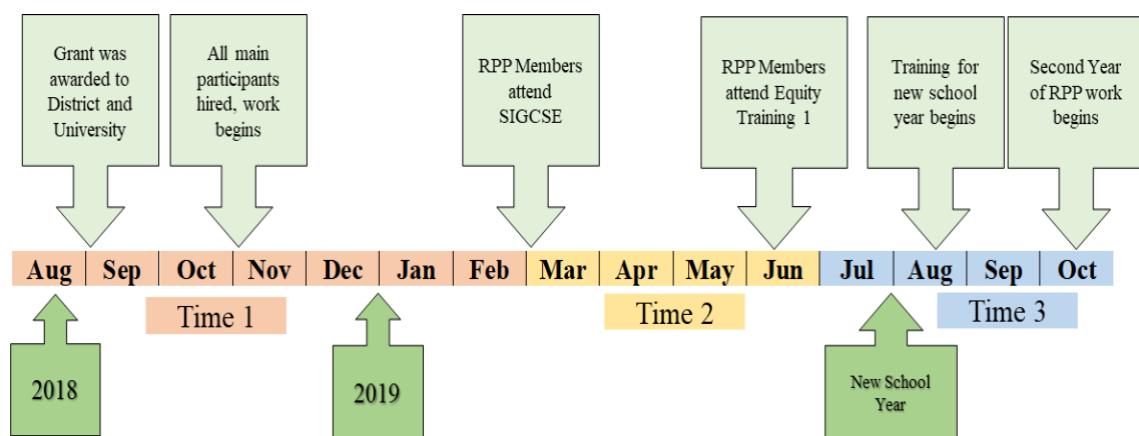 Grant was
awarded to
District and
University
All main
participants
hired, work
begins
RPP Members
attend
SIGCSE
RPP Members
attend Equity
Training 1
Training for
new school
year begins
Second Year
of RPP work
begins
Aug Sep Oct Nov Dec Jan Feb Mar Apr May Jun Jul Aug Sep Oct
Time 1
Time 2
Time 3
2018
2019
New School
Year